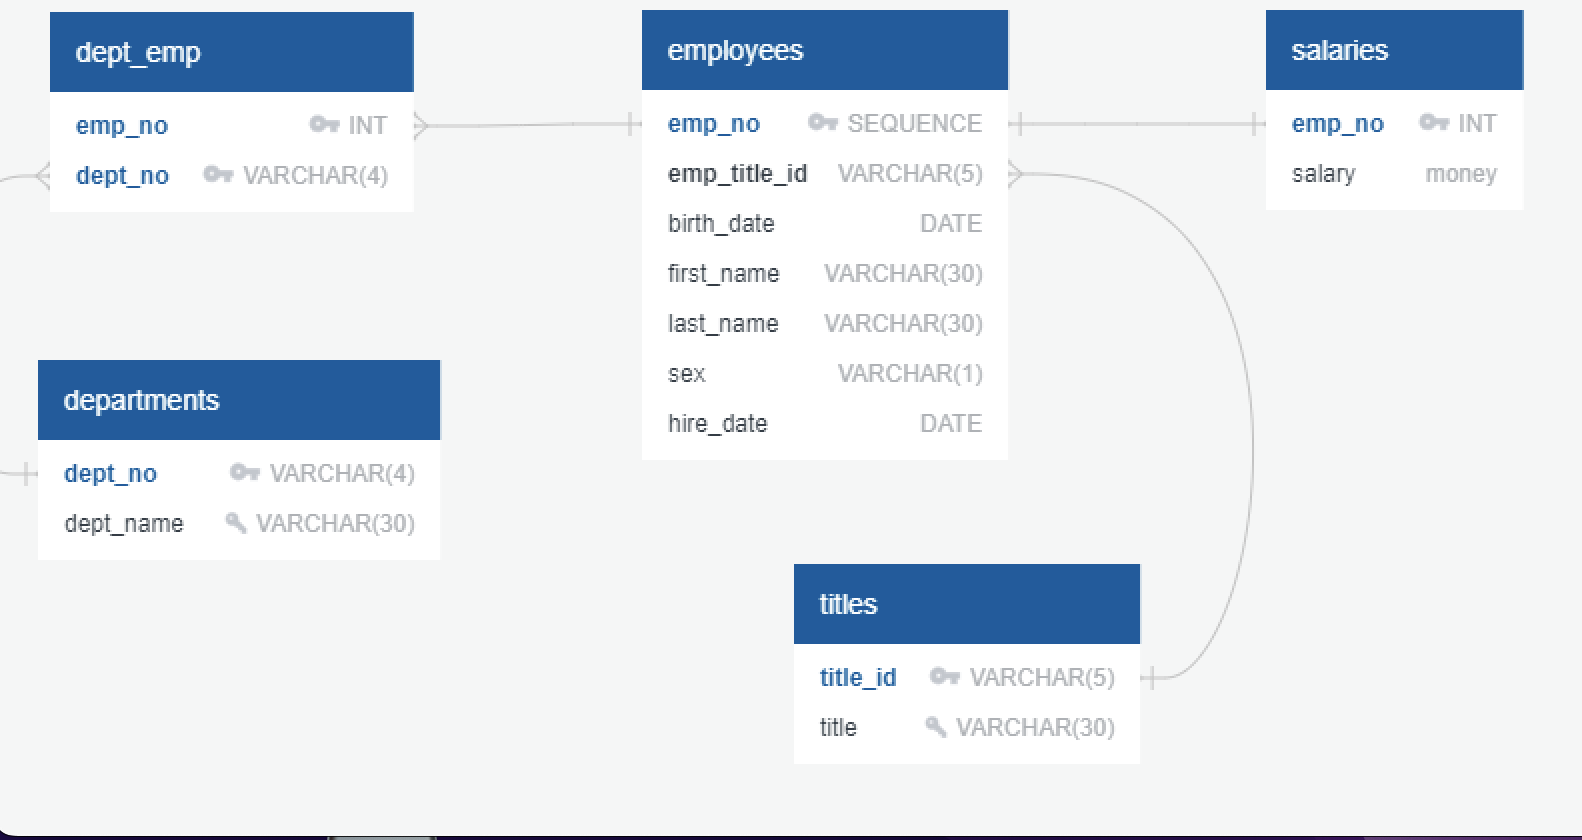 dept_emp
emp_no INT
dept_no VARCHAR(4)
employees
emp_no SEQUENCE
emp_title_id VARCHAR(5)
birth_date DATE
first_name VARCHAR(30)
last_name VARCHAR(30)
sex VARCHAR(1)
hire_date DATE
salaries
emp_no INT
salary money
departments
dept_no VARCHAR(4)
dept_name VARCHAR(30)
titles
title_id VARCHAR(5)
title VARCHAR(30)